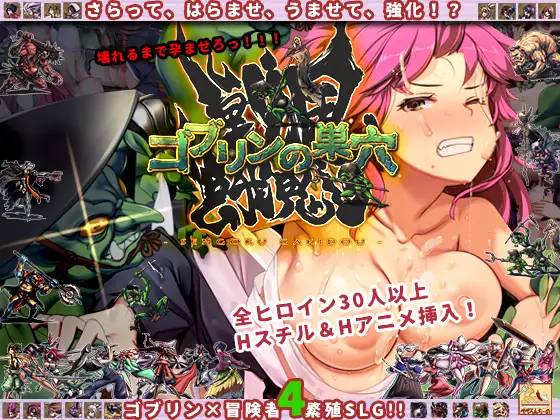 さらって、はらませ、うませて、強化！？
壊れるまで孕ませろっ！！！
ゴブリンの巣穴
- SENGOKU ZANIDOU -
全ヒロイン30人以上
Hスチル＆Hアニメ挿入！
ゴブリン×冒険者4繁殖SLG!!